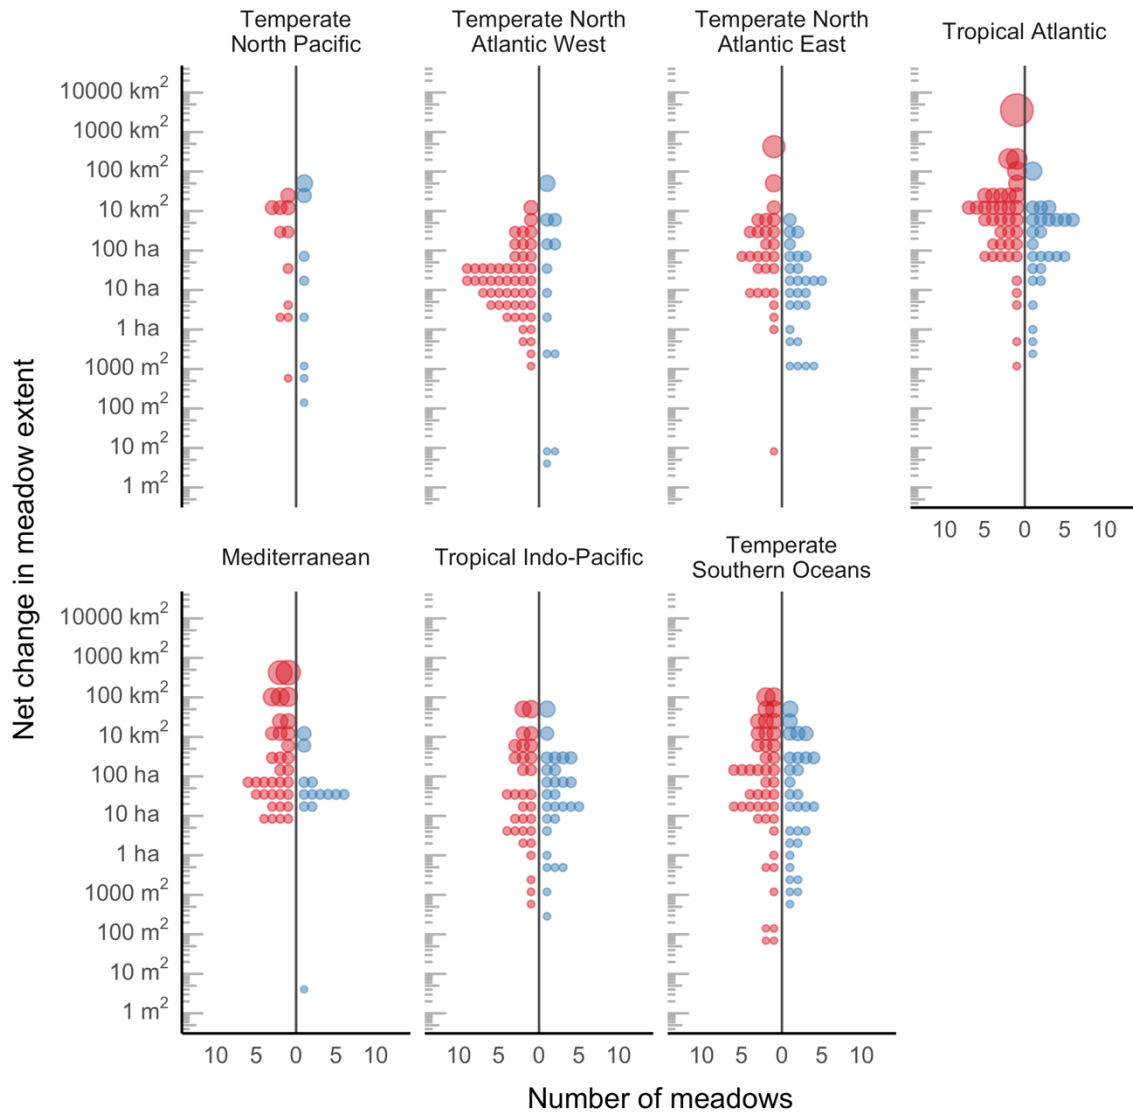 Temperate
North Pacific
Temperate North
Atlantic West
Temperate North
Atlantic East
Tropical Atlantic
10000 km²
1000 km²
100 km²
10 km²
100 ha
10 ha
1 ha
1000 m²
100 m²
10 m²
1 m²
10 5 0 5 10
Net change in meadow extent
Mediterranean
Tropical Indo-Pacific
Temperate
Southern Oceans
10000 km²
1000 km²
100 km²
10 km²
100 ha
10 ha
1 ha
1000 m²
100 m²
10 m²
1 m²
10 5 0 5 10
10 5 0 5 10
10 5 0 5 10
Number of meadows